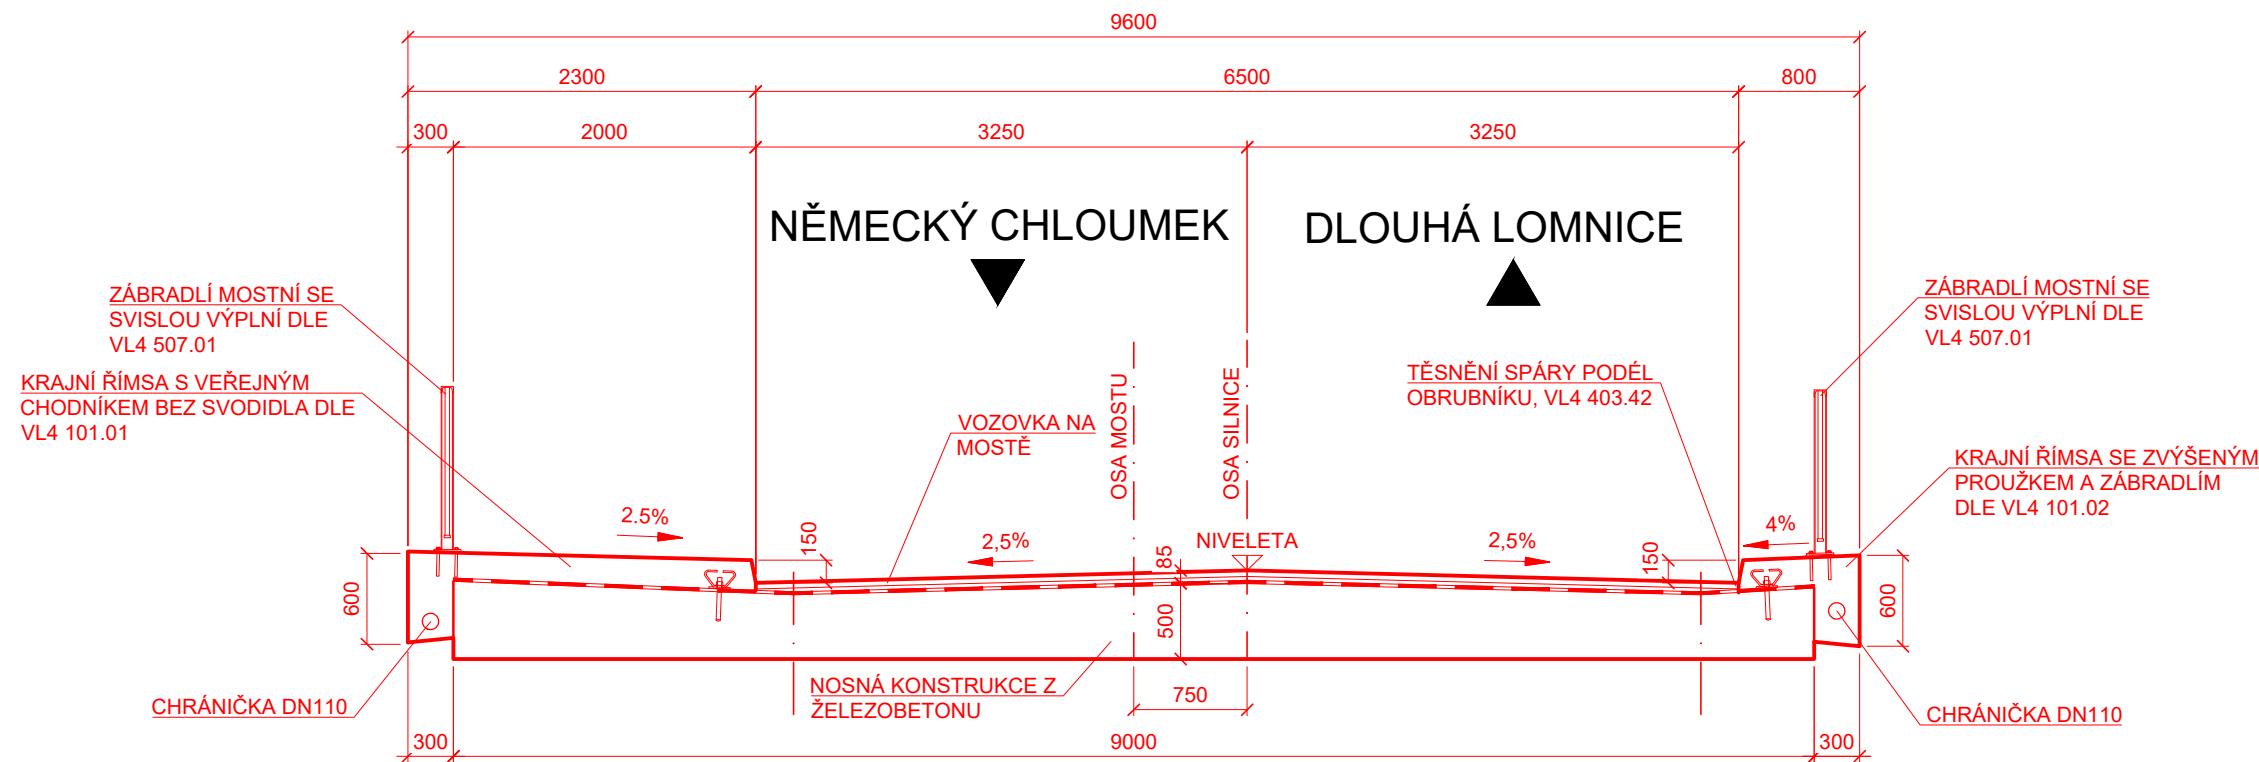 9600
2300
6500
800
300
2000
3250
3250
NĚMECKÝ CHLOUMEK
DLOUHÁ LOMNICE
ZÁBRADLÍ MOSTNÍ SE
SVISLOU VÝPLNÍ DLE
VL4 507.01
ZÁBRADLÍ MOSTNÍ SE
SVISLOU VÝPLNÍ DLE
VL4 507.01
KRAJNÍ ŘÍMSA S VEŘEJNÝM
CHODNÍKEM BEZ SVODIDLA DLE
VL4 101.01
VOZOVKA NA
MOSTĚ
OSA MOSTU
OSA SILNICE
TĚSNĚNÍ SPÁRY PODÉL
OBRUBNÍKU, VL4 403.42
KRAJNÍ ŘÍMSA SE ZVÝŠENÝM
PROUŽKEM A ZÁBRADLÍM
DLE VL4 101.02
2.5%
150
2,5%
85
NIVELETA
2,5%
150
4%
600
500
600
CHRÁNIČKA DN110
NOSNÁ KONSTRUKCE Z
ŽELEZOBETONU
750
CHRÁNIČKA DN110
300
9000
300